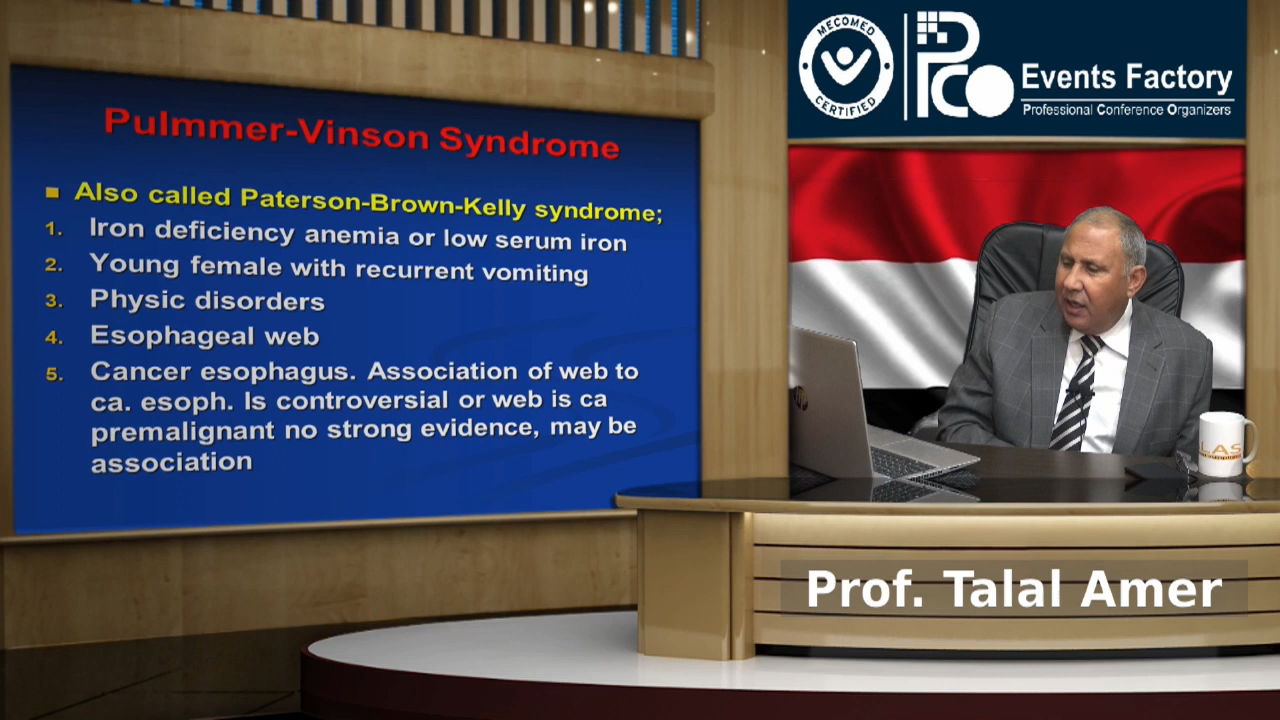 Pulmmer-Vinson Syndrome
Also called Paterson-Brown-Kelly syndrome;
1. Iron deficiency anemia or low serum iron
2. Young female with recurrent vomiting
3. Physic disorders
4. Esophageal web
5. Cancer esophagus. Association of web to
ca. esoph. Is controversial or web is ca
premalignant no strong evidence, may be
association
MECOMED
CERTIFIED
PCO
Events Factory
Professional Conference Organizers
LAS
Prof. Talal Amer